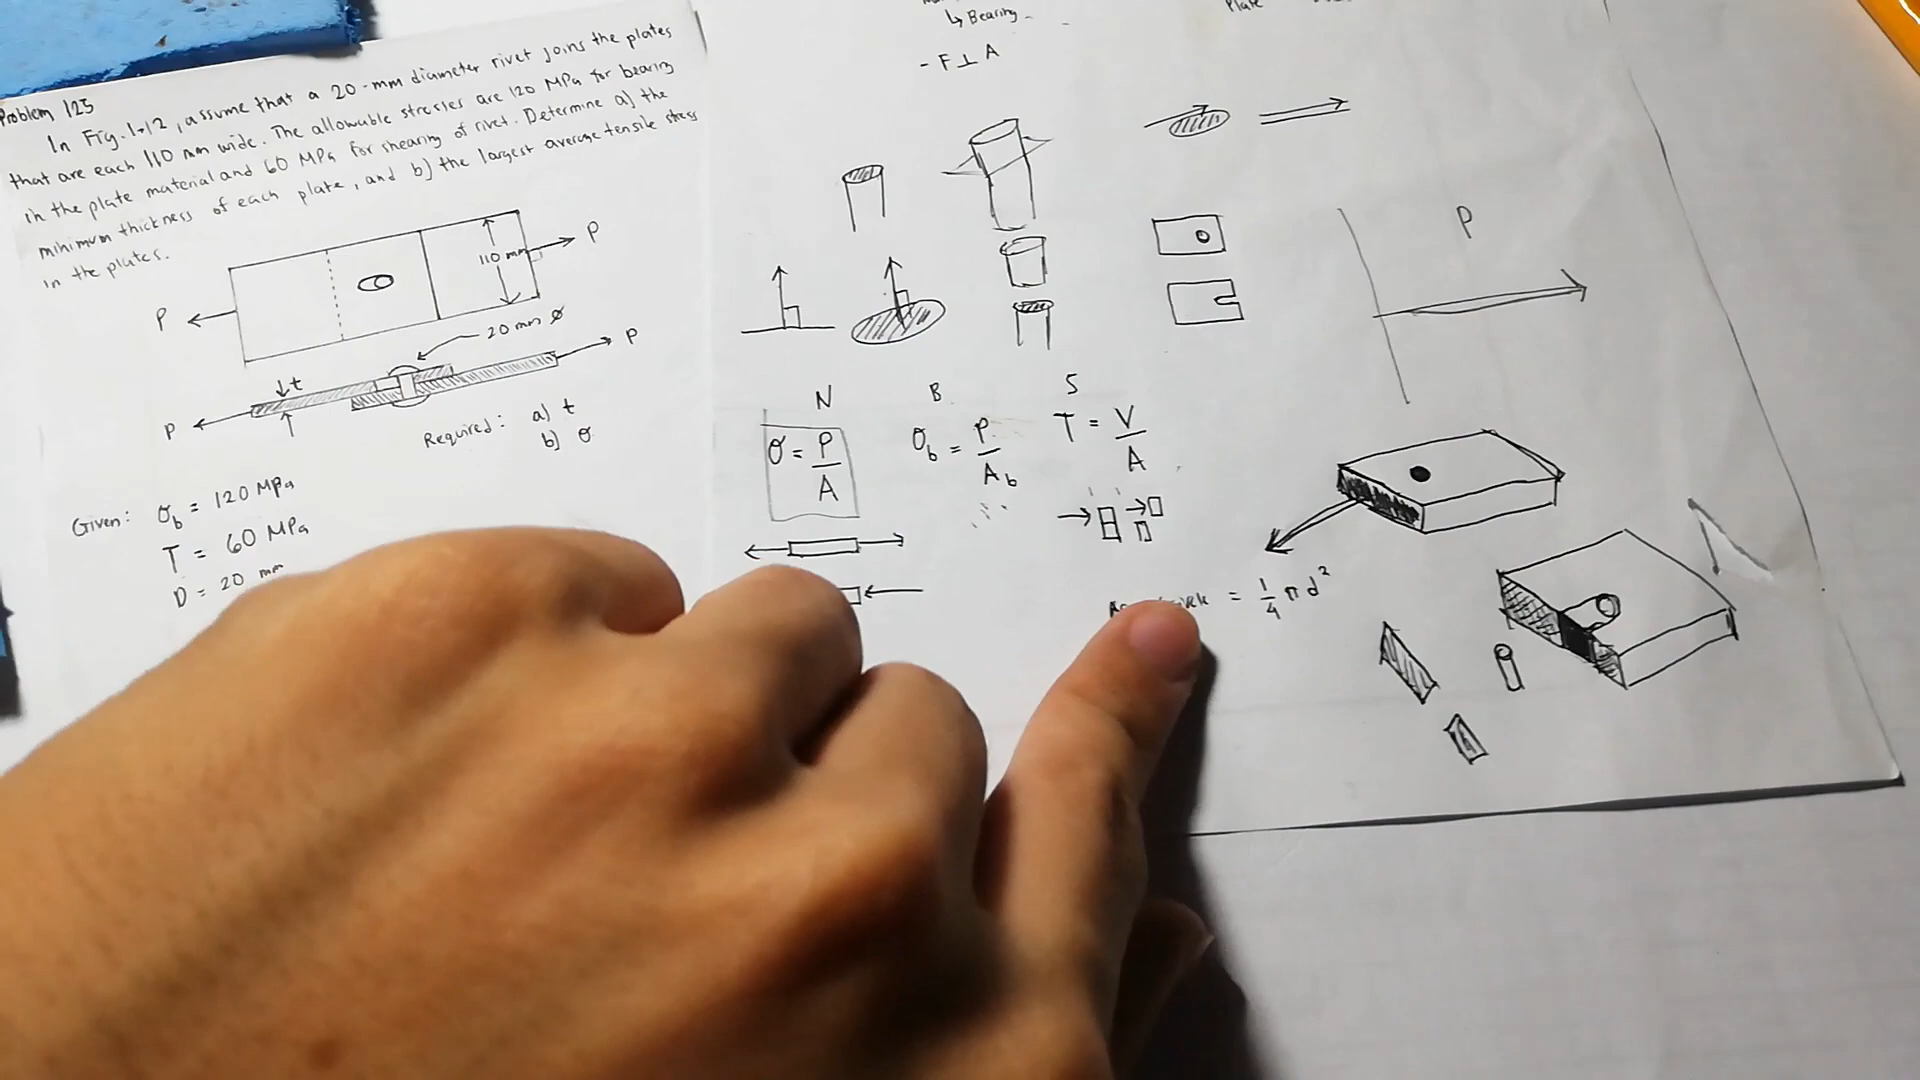 Problem 125
In Fig. 1-12, assume that a 20-mm diameter rivet joins the plates
that are each 110 mm wide. The allowable stresses are 120 MPa for bearing
in the plate material and 60 MPa for shearing of rivet. Determine a) the
minimum thickness of each plate, and b) the largest average tensile stress
in the plates.
P
110 mm
P
20 mm ø
P
t
P
Required: a) t
b) σ
Given: σb = 120 MPa
τ = 60 MPa
D = 20 mm
↳ Bearing
- F ⊥ A
Plate
P
N
B
S
σ = P/A
σb = P/Ab
τ = V/A
= 1/4 π d²